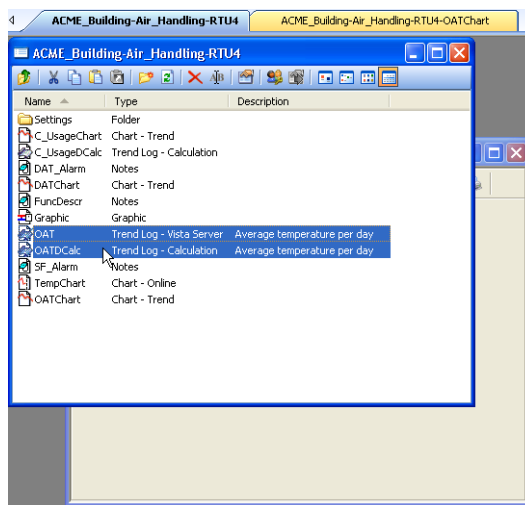 ACME_Building-Air_Handling-RTU4 ACME_Building-Air_Handling-RTU4-OATChart
ACME_Building-Air_Handling-RTU4
Name Type Description
Settings Folder
C_UsageChart Chart - Trend
C_UsageDCalc Trend Log - Calculation
DAT_Alarm Notes
DATChart Chart - Trend
FuncDescr Notes
Graphic Graphic
OAT Trend Log - Vista Server Average temperature per day
OATDCalc Trend Log - Calculation Average temperature per day
SF_Alarm Notes
TempChart Chart - Online
OATChart Chart - Trend